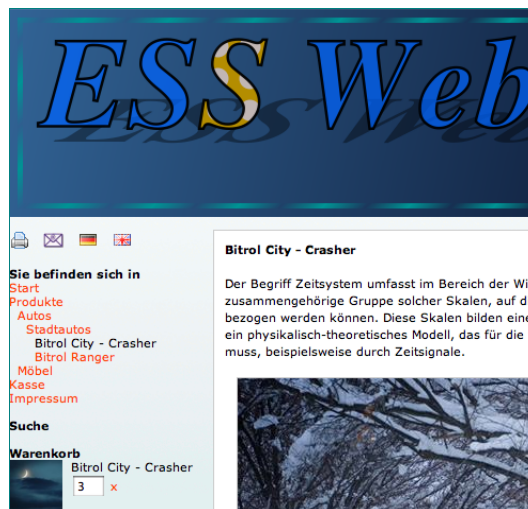 ESS Web
Bitrol City - Crasher
Der Begriff Zeitsystem umfasst im Bereich der
zusammengehörige Gruppe solcher Skalen, auf
bezogen werden können. Diese Skalen bilden
ein physikalisch-theoretisches Modell, das für die
muss, beispielsweise durch Zeitsignale.
Sie befinden sich in
Start
Produkte
Autos
Stadtautos
Bitrol City - Crasher
Bitrol Ranger
Möbel
Kasse
Impressum
Suche
Warenkorb
Bitrol City - Crasher
3 x